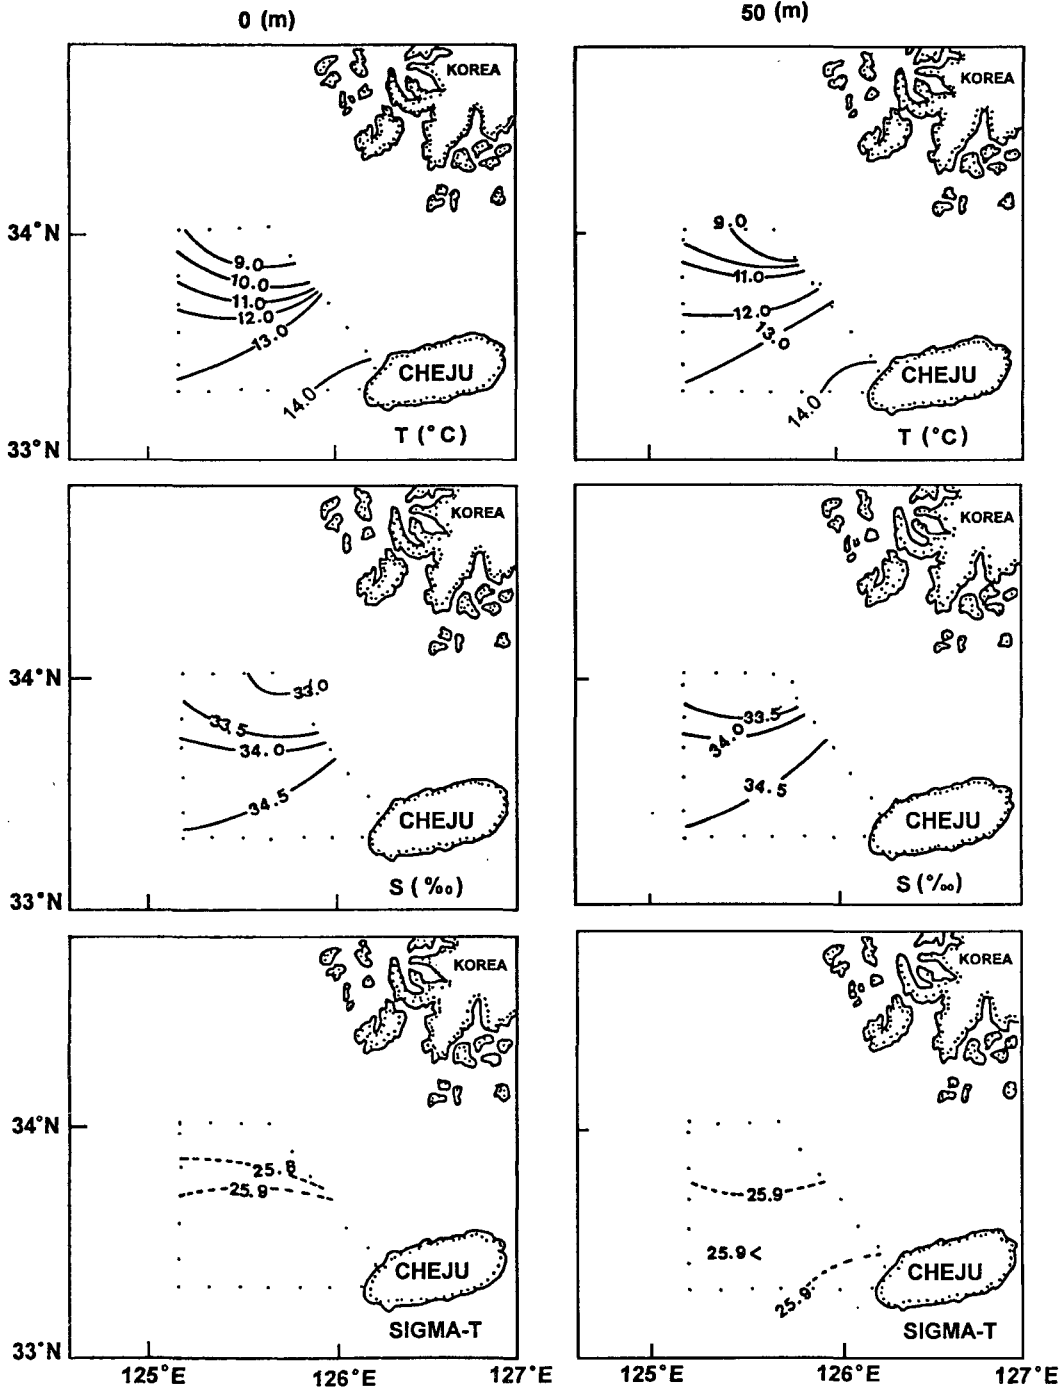 0 (m)
50 (m)
KOREA
34°N
9.0
10.0
11.0
12.0
13.0
14.0
CHEJU
T (°C)
33°N
KOREA
9.0
11.0
12.0
13.0
14.0
CHEJU
T (°C)
KOREA
34°N
33.0
33.5
34.0
34.5
CHEJU
S (‰)
33°N
KOREA
33.5
34.0
34.5
CHEJU
S (‰)
KOREA
34°N
25.8
25.9
CHEJU
SIGMA-T
33°N
125°E
126°E
127°E
KOREA
25.9
25.9<
25.9
CHEJU
SIGMA-T
125°E
126°E
127°E